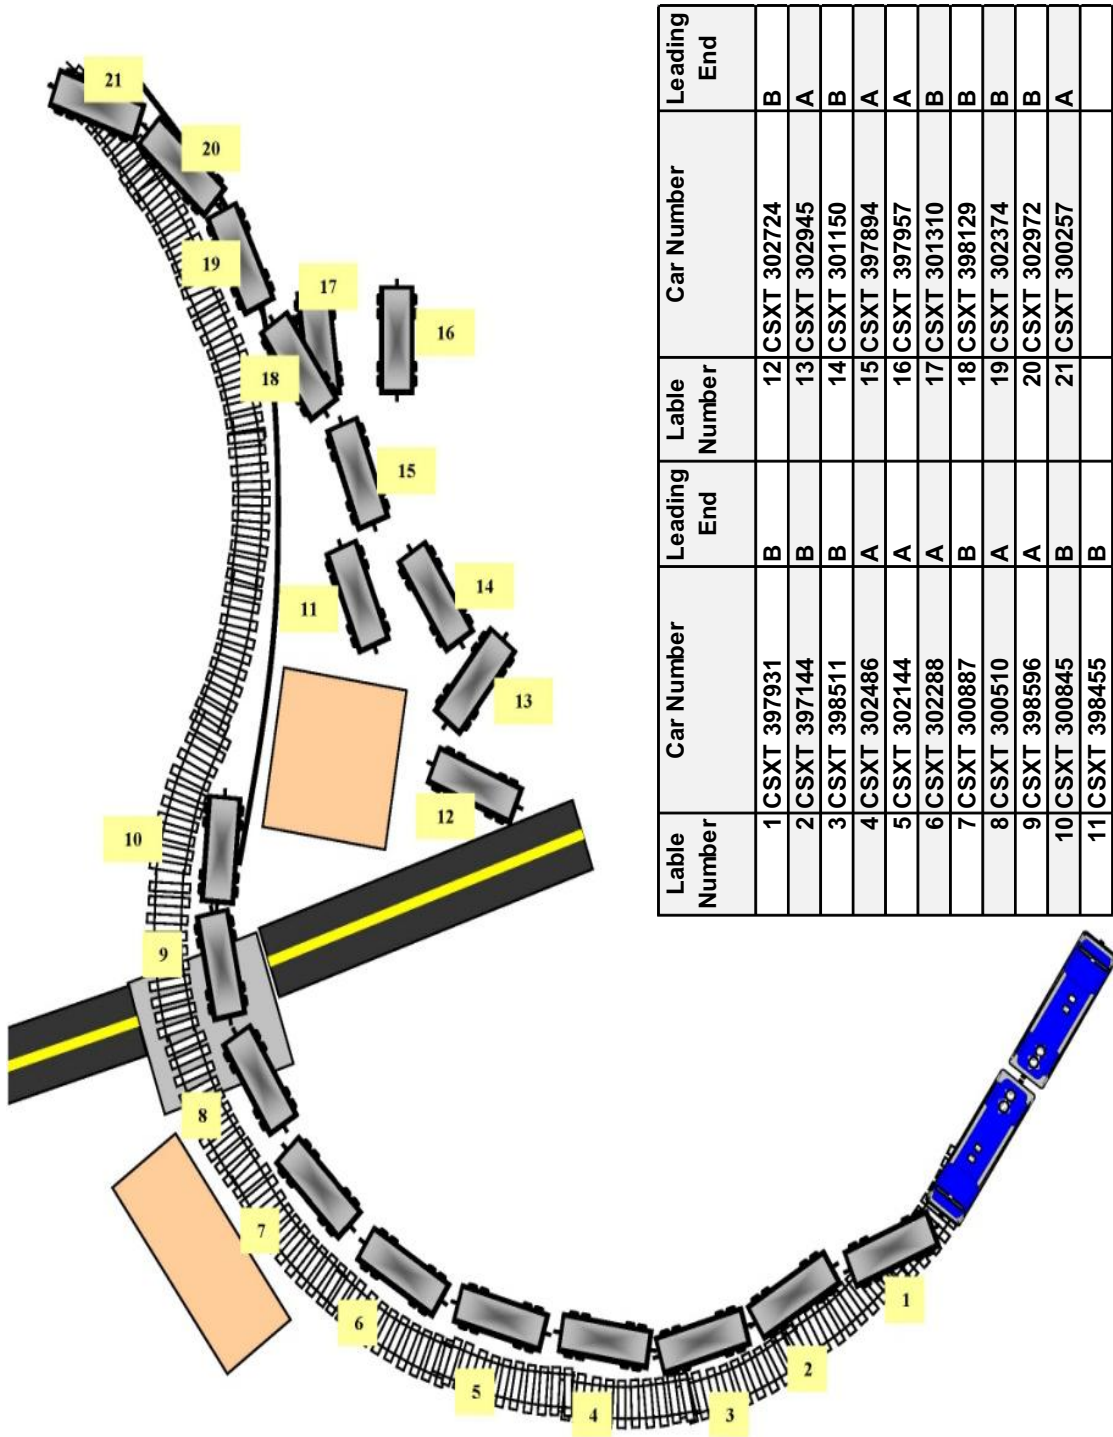 21
20
19
17
16
18
15
14
11
13
12
10
9
8
7
6
5
4
3
2
1
Lable Number Car Number Leading End Lable Number Car Number Leading End
1 CSXT 397931 B 12 CSXT 302724 B
2 CSXT 397144 B 13 CSXT 302945 A
3 CSXT 398511 B 14 CSXT 301150 B
4 CSXT 302486 A 15 CSXT 397894 A
5 CSXT 302144 A 16 CSXT 397957 A
6 CSXT 302288 A 17 CSXT 301310 B
7 CSXT 300887 B 18 CSXT 398129 B
8 CSXT 300510 A 19 CSXT 302374 B
9 CSXT 398596 A 20 CSXT 302972 B
10 CSXT 300845 B 21 CSXT 300257 A
11 CSXT 398455 B